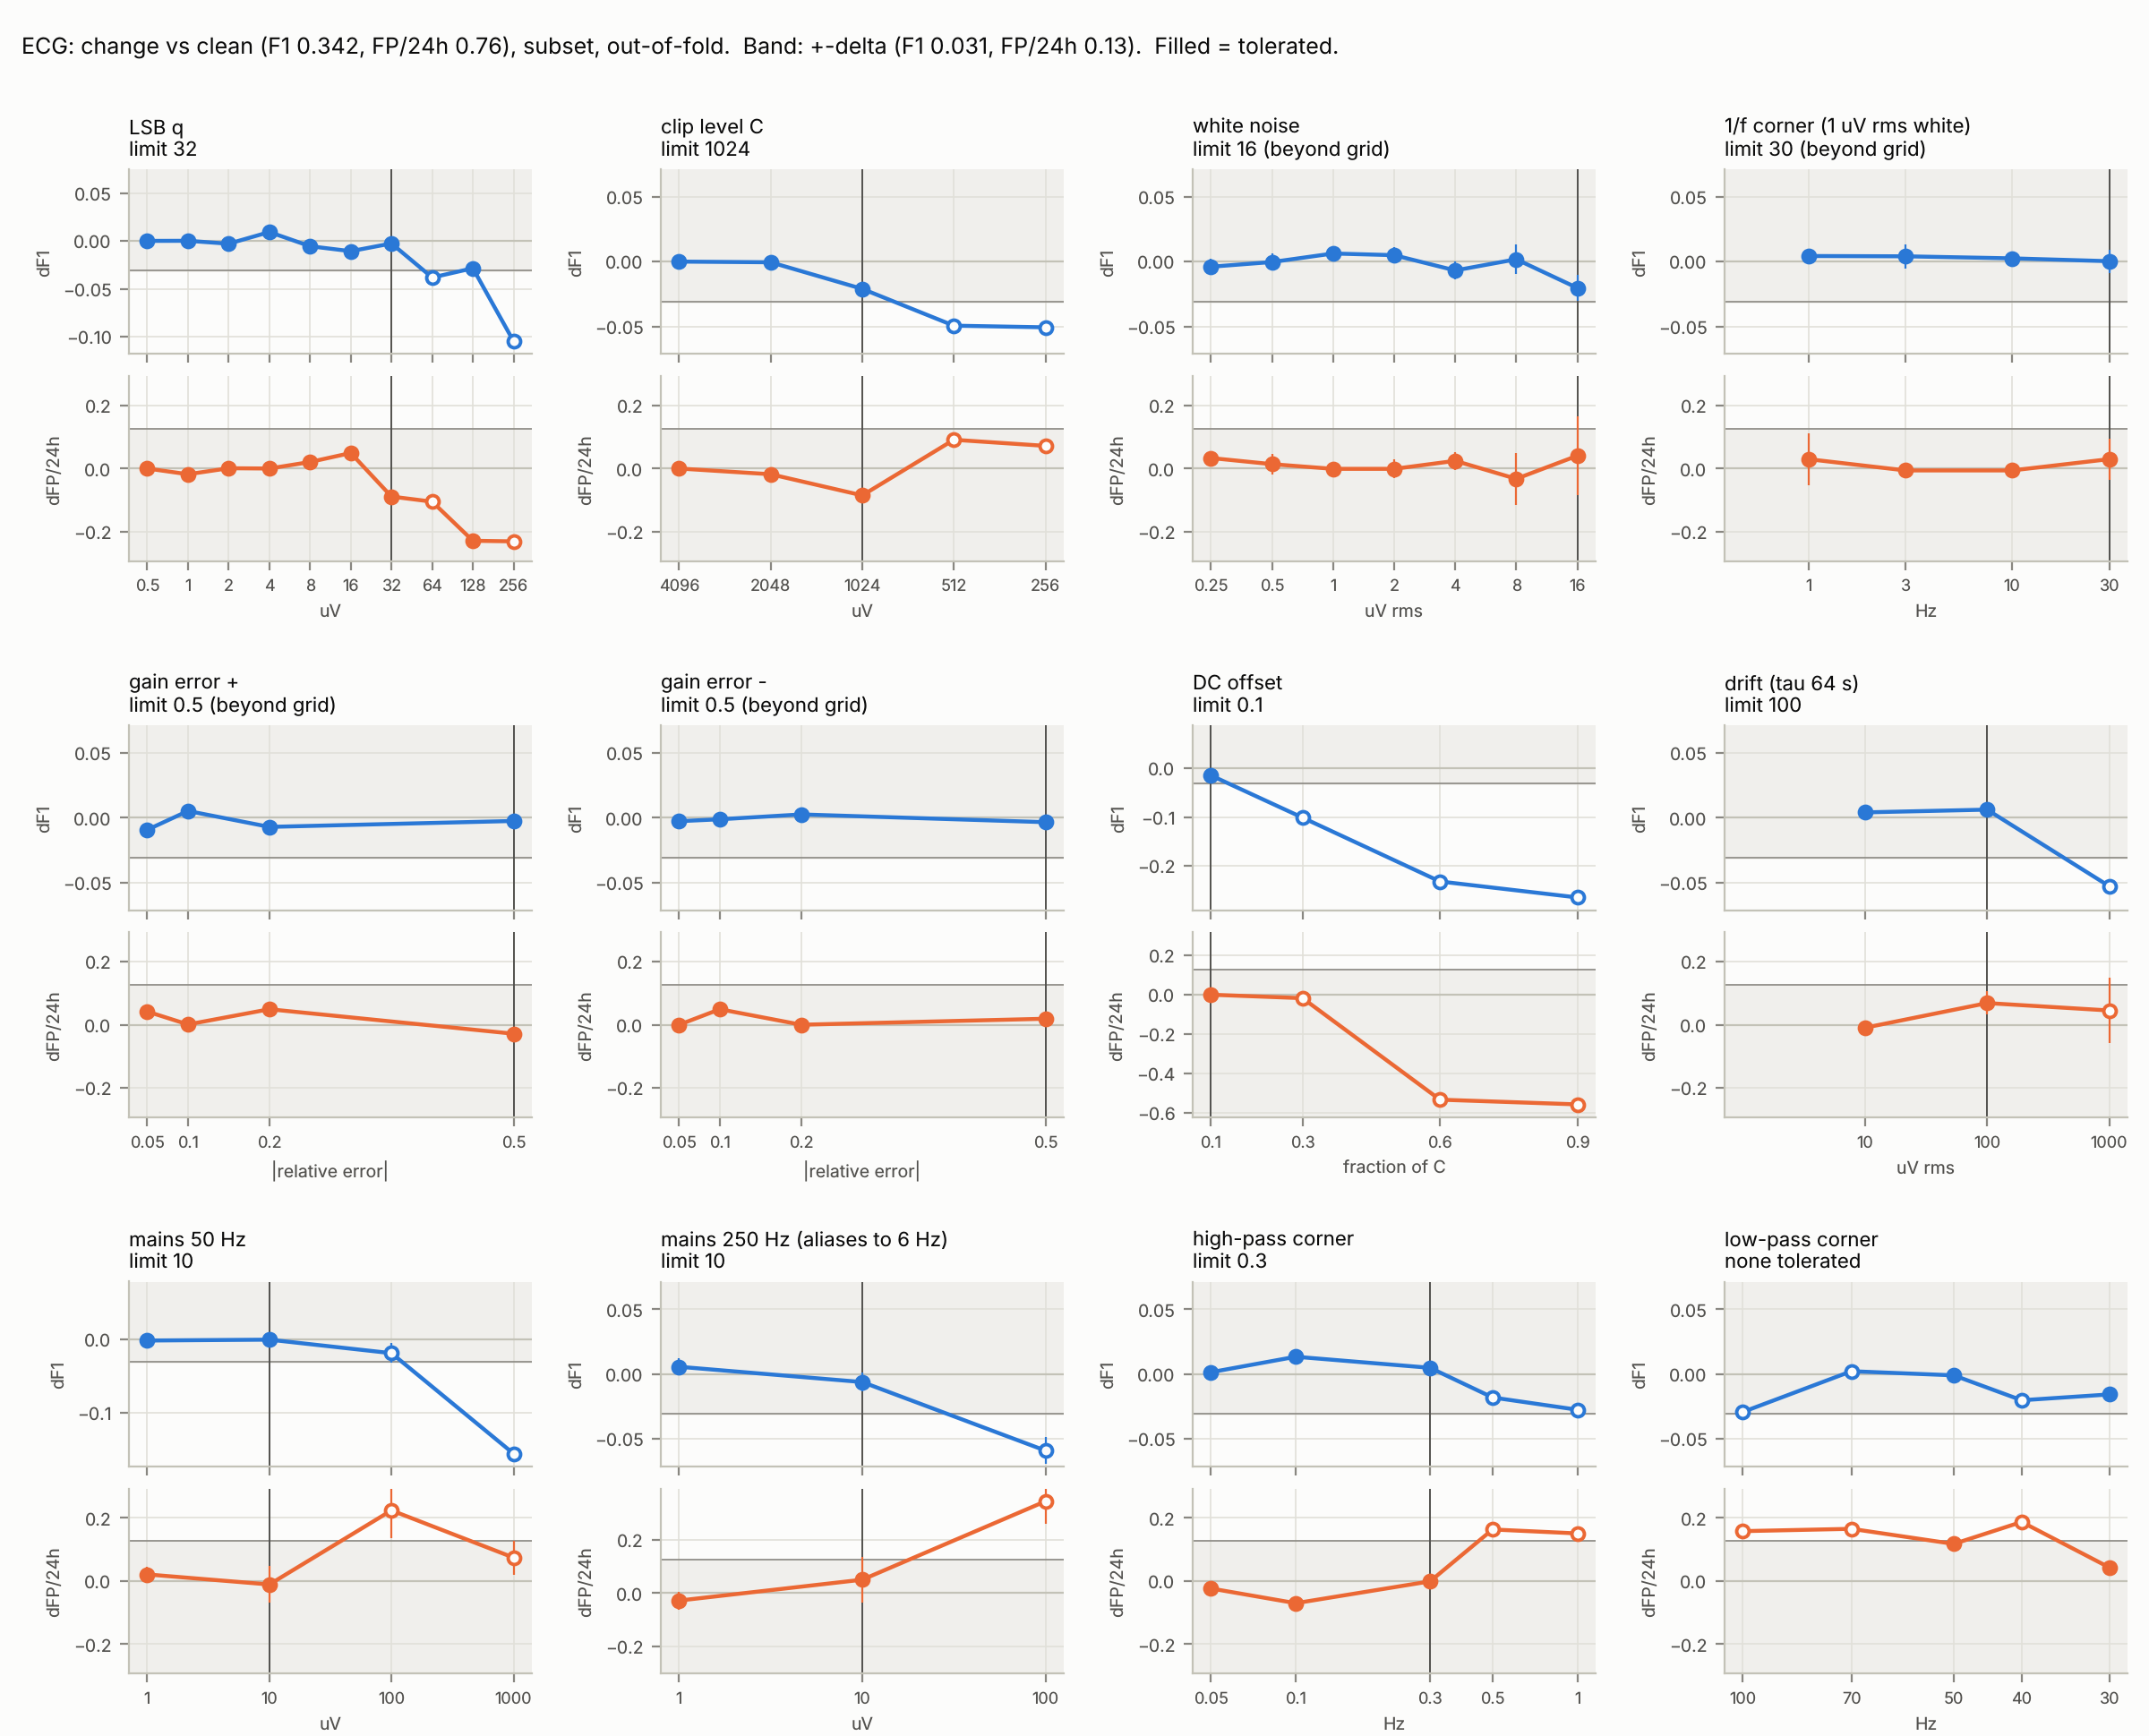 ECG: change vs clean (F1 0.342, FP/24h 0.76), subset, out-of-fold.  Band: +-delta (F1 0.031, FP/24h 0.13).  Filled = tolerated.
LSB q
limit 32
dF1
0.05
0.00
−0.05
−0.10
dFP/24h
0.2
0.0
−0.2
0.5 1 2 4 8 16 32 64 128 256
uV
clip level C
limit 1024
dF1
0.05
0.00
−0.05
dFP/24h
0.2
0.0
−0.2
4096 2048 1024 512 256
uV
white noise
limit 16 (beyond grid)
dF1
0.05
0.00
−0.05
dFP/24h
0.2
0.0
−0.2
0.25 0.5 1 2 4 8 16
uV rms
1/f corner (1 uV rms white)
limit 30 (beyond grid)
dF1
0.05
0.00
−0.05
dFP/24h
0.2
0.0
−0.2
1 3 10 30
Hz
gain error +
limit 0.5 (beyond grid)
dF1
0.05
0.00
−0.05
dFP/24h
0.2
0.0
−0.2
0.05 0.1 0.2 0.5
|relative error|
gain error -
limit 0.5 (beyond grid)
dF1
0.05
0.00
−0.05
dFP/24h
0.2
0.0
−0.2
0.05 0.1 0.2 0.5
|relative error|
DC offset
limit 0.1
dF1
0.0
−0.1
−0.2
dFP/24h
0.2
0.0
−0.2
−0.4
−0.6
0.1 0.3 0.6 0.9
fraction of C
drift (tau 64 s)
limit 100
dF1
0.05
0.00
−0.05
dFP/24h
0.2
0.0
−0.2
10 100 1000
uV rms
mains 50 Hz
limit 10
dF1
0.0
−0.1
dFP/24h
0.2
0.0
−0.2
1 10 100 1000
uV
mains 250 Hz (aliases to 6 Hz)
limit 10
dF1
0.05
0.00
−0.05
dFP/24h
0.2
0.0
−0.2
1 10 100
uV
high-pass corner
limit 0.3
dF1
0.05
0.00
−0.05
dFP/24h
0.2
0.0
−0.2
0.05 0.1 0.3 0.5 1
Hz
low-pass corner
none tolerated
dF1
0.05
0.00
−0.05
dFP/24h
0.2
0.0
−0.2
100 70 50 40 30
Hz